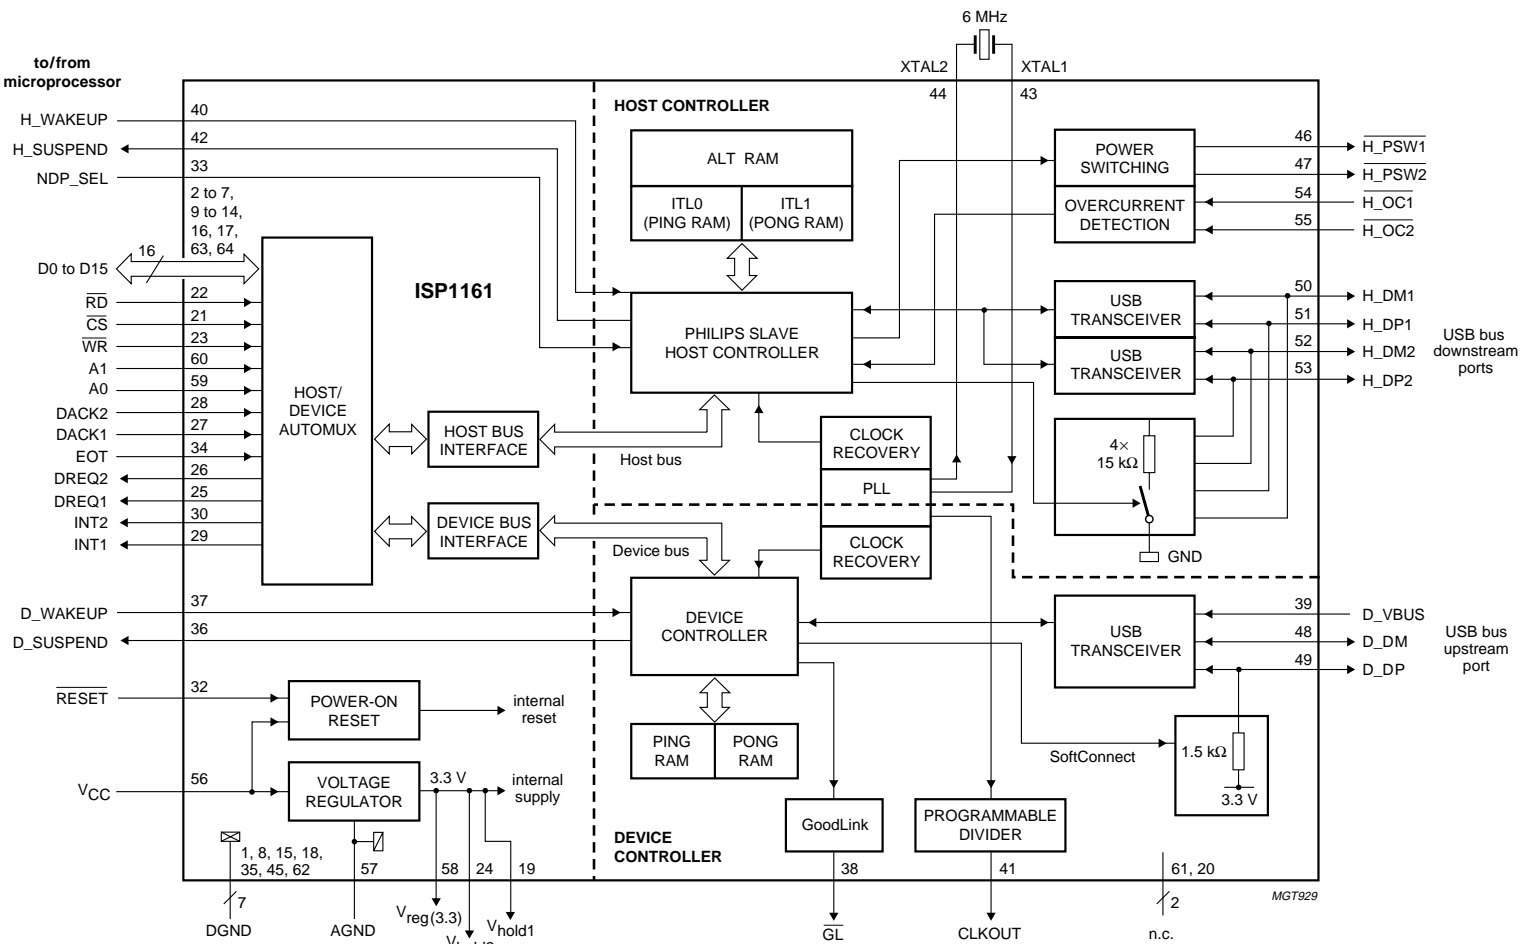 6 MHz
to/from
microprocessor
XTAL2
XTAL1
44
43
HOST CONTROLLER
H_WAKEUP
40
H_SUSPEND
42
NDP_SEL
33
2 to 7,
9 to 14,
16, 17,
63, 64
D0 to D15
16
RD
22
CS
21
WR
23
A1
60
A0
59
DACK2
28
DACK1
27
EOT
34
DREQ2
26
DREQ1
25
INT2
30
INT1
29
HOST/
DEVICE
AUTOMUX
ISP1161
HOST BUS
INTERFACE
DEVICE BUS
INTERFACE
Host bus
Device bus
ALT RAM
ITL0
(PING RAM)
ITL1
(PONG RAM)
PHILIPS SLAVE
HOST CONTROLLER
CLOCK
RECOVERY
PLL
CLOCK
RECOVERY
POWER
SWITCHING
OVERCURRENT
DETECTION
46
H_PSW1
47
H_PSW2
54
H_OC1
55
H_OC2
USB
TRANSCEIVER
USB
TRANSCEIVER
50
H_DM1
51
H_DP1
52
H_DM2
53
H_DP2
USB bus
downstream
ports
4×
15 kΩ
GND
D_WAKEUP
37
D_SUSPEND
36
DEVICE
CONTROLLER
USB
TRANSCEIVER
39
D_VBUS
48
D_DM
49
D_DP
USB bus
upstream
port
RESET
32
POWER-ON
RESET
internal
reset
PING
RAM
PONG
RAM
SoftConnect
1.5 kΩ
3.3 V
VCC
56
VOLTAGE
REGULATOR
3.3 V
internal
supply
GoodLink
PROGRAMMABLE
DIVIDER
DEVICE
CONTROLLER
1, 8, 15, 18,
35, 45, 62
57
58
24
19
38
41
61, 20
MGT929
7
2
DGND
AGND
Vreg(3.3)
Vhold1
GL
CLKOUT
n.c.